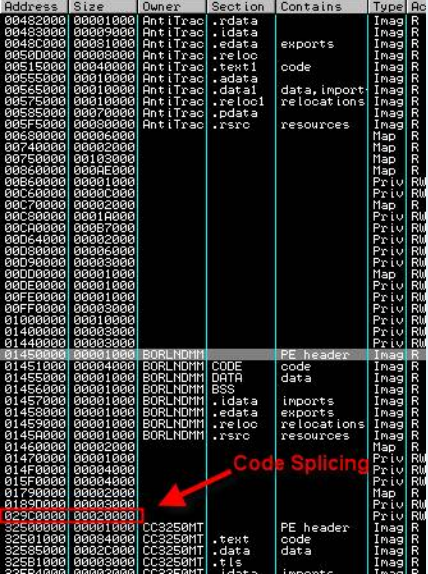 Address Size Owner Section Contains Type Ac
00482000 00001000 AntiTrac .rdata Imag R
00483000 00009000 AntiTrac .idata Imag R
0048C000 00081000 AntiTrac .edata exports Imag R
0050D000 00008000 AntiTrac .reloc Imag R
00515000 00040000 AntiTrac .text1 code Imag R
00555000 00010000 AntiTrac .adata Imag R
00565000 00010000 AntiTrac .data1 data,import Imag R
00575000 00010000 AntiTrac .reloc1 relocations Imag R
00585000 00070000 AntiTrac .pdata Imag R
005F5000 00080000 AntiTrac .rsrc resources Imag R
00680000 00006000 Map R
00740000 00002000 Map R
00750000 00103000 Map R
00860000 000AE000 Map R
00B60000 00001000 Priv RW
00C60000 0000C000 Priv RW
00C70000 00002000 Map R
00C80000 0001A000 Priv RW
00CA0000 000B7000 Priv RW
00D64000 00002000 Priv RW
00D80000 00006000 Priv RW
00D90000 00003000 Priv RW
00DD0000 00001000 Map R
00DE0000 00001000 Priv RW
00FE0000 00001000 Priv RW
00FF0000 00003000 Priv RW
01000000 00010000 Priv RW
01400000 00003000 Priv RW
01440000 00003000 Priv RW
01450000 00001000 BORLNDMM PE header Imag R
01451000 00004000 BORLNDMM CODE code Imag R
01455000 00001000 BORLNDMM DATA data Imag R
01456000 00001000 BORLNDMM BSS Imag R
01457000 00001000 BORLNDMM .idata imports Imag R
01458000 00001000 BORLNDMM .edata exports Imag R
01459000 00001000 BORLNDMM .reloc relocations Imag R
0145A000 00001000 BORLNDMM .rsrc resources Imag R
01460000 00002000 Map R
01470000 00001000 Priv RW
014F0000 00004000 Priv RW
Code Splicing
015F0000 00004000 Priv RW
01790000 00002000 Map R
0189D000 00003000 Priv RW
029C0000 00020000 Priv RW
32500000 00001000 CC3250MT PE header Imag R
32501000 00084000 CC3250MT .text code Imag R
32585000 0002C000 CC3250MT .data data Imag R
325B1000 00003000 CC3250MT .tls Imag R
325B4000 00001000 CC3250MT .idata imports Imag R